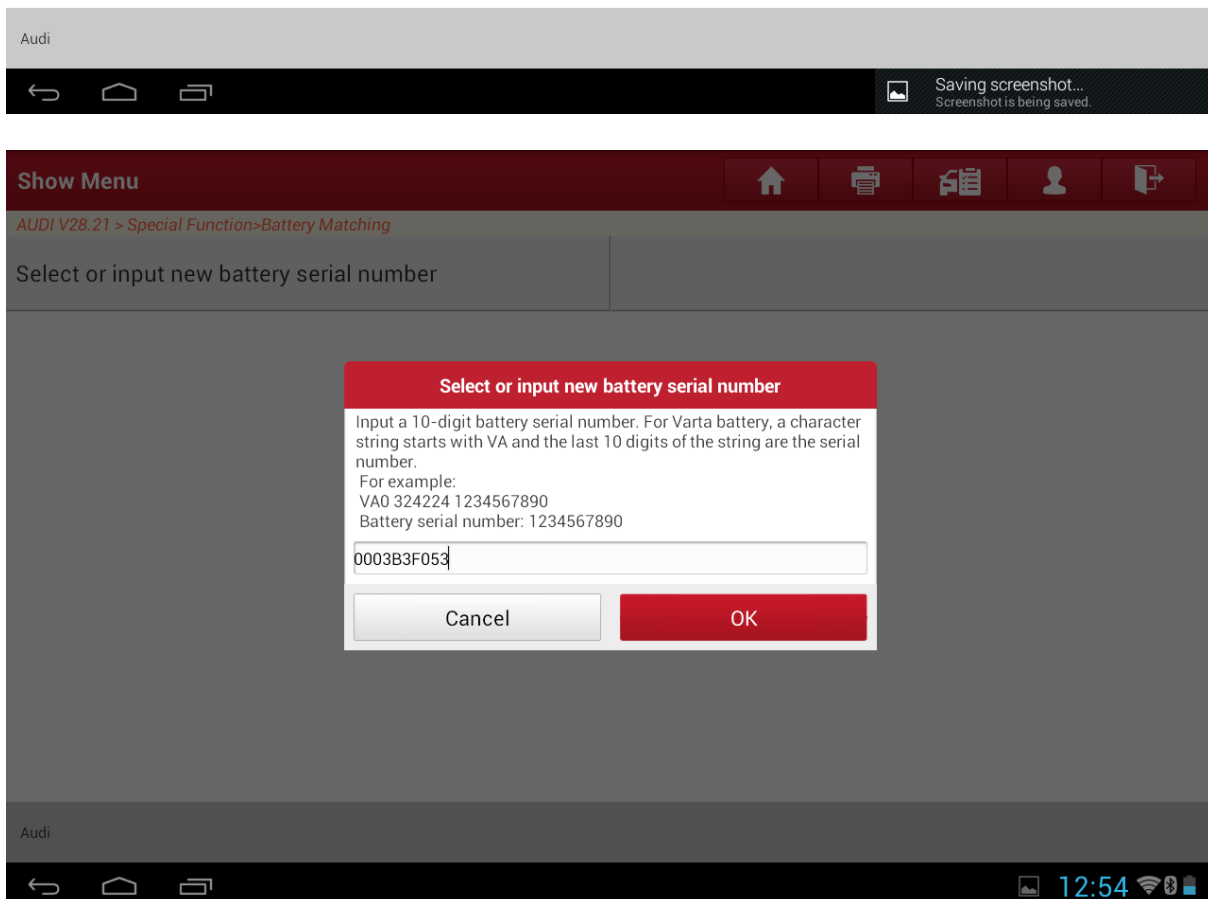 Audi
Saving screenshot...
Screenshot is being saved.
Show Menu
AUDI V28.21 > Special Function>Battery Matching
Select or input new battery serial number
Select or input new battery serial number
Input a 10-digit battery serial number. For Varta battery, a character
string starts with VA and the last 10 digits of the string are the serial
number.
For example:
VA0 324224 1234567890
Battery serial number: 1234567890
0003B3F053
Cancel
OK
Audi
12:54